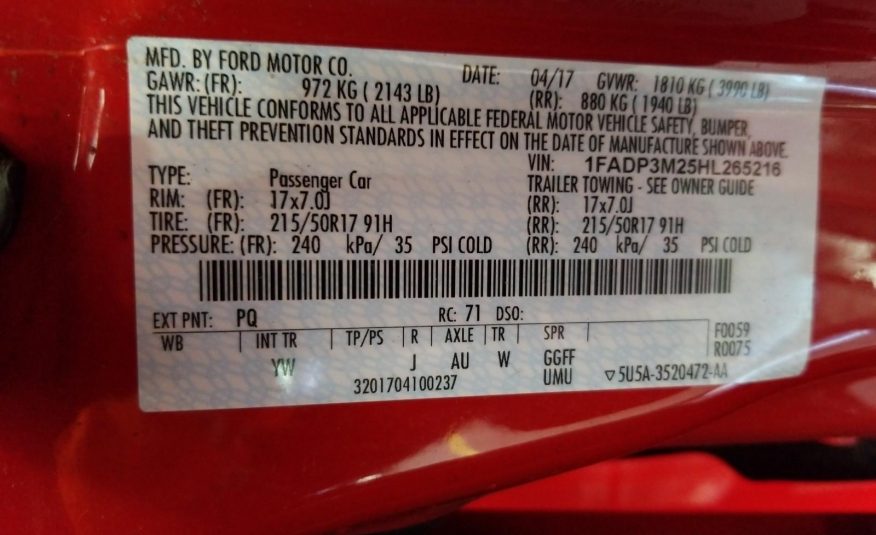 MFD. BY FORD MOTOR CO. DATE: 04/17 GVWR: 1810 KG ( 3990 LB)
GAWR: (FR): 972 KG ( 2143 LB) (RR): 880 KG ( 1940 LB)
THIS VEHICLE CONFORMS TO ALL APPLICABLE FEDERAL MOTOR VEHICLE SAFETY, BUMPER,
AND THEFT PREVENTION STANDARDS IN EFFECT ON THE DATE OF MANUFACTURE SHOWN ABOVE.
VIN: 1FADP3M25HL265216
TYPE: Passenger Car TRAILER TOWING - SEE OWNER GUIDE
RIM: (FR): 17x7.0J (RR): 17x7.0J
TIRE: (FR): 215/50R17 91H (RR): 215/50R17 91H
PRESSURE: (FR): 240 kPa/ 35 PSI COLD (RR): 240 kPa/ 35 PSI COLD
EXT PNT: PQ RC: 71 DSO:
WB | INT TR | TP/PS | R | AXLE | TR | SPR | F0059
R0075
YW J AU W GGFF
3201704100237 UMU ▽5U5A-3520472-AA